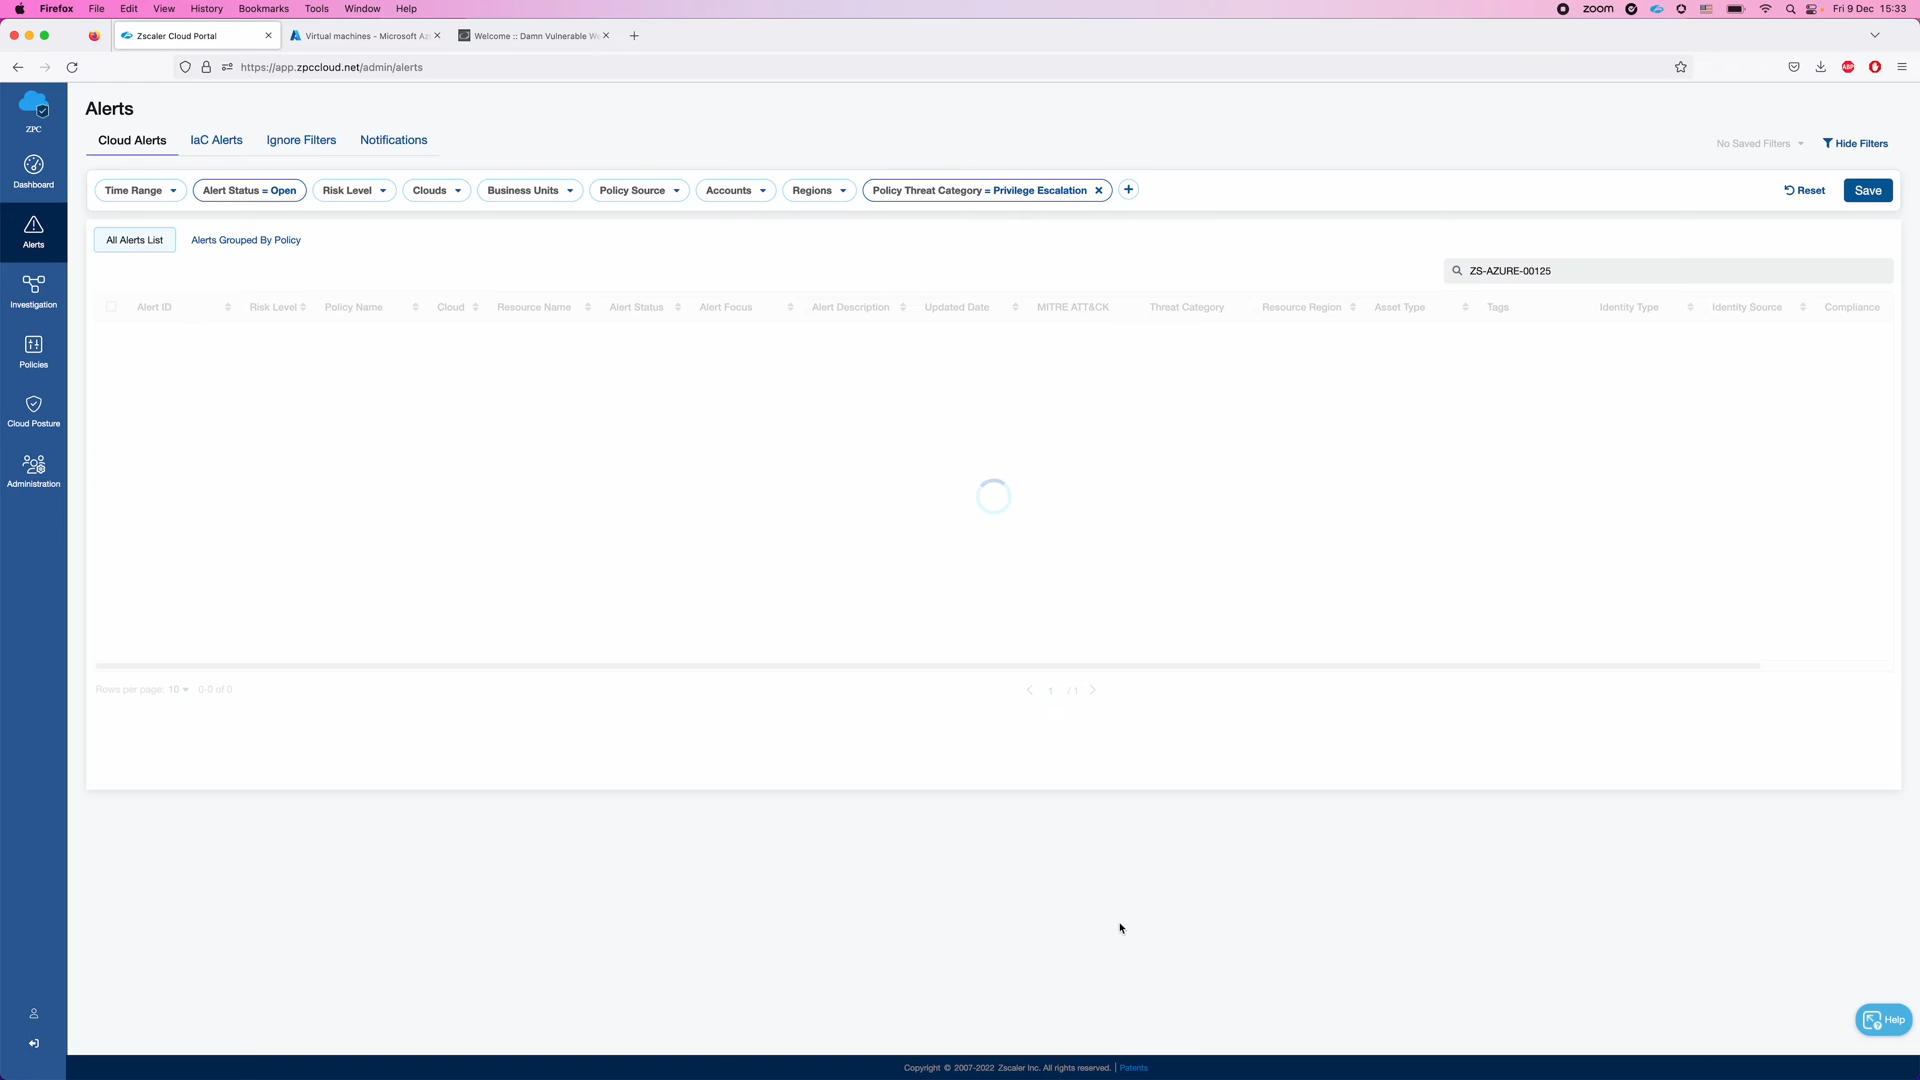 Firefox File Edit View History Bookmarks Tools Window Help
zoom Fri 9 Dec 15:33
Zscaler Cloud Portal
Virtual machines - Microsoft Az
Welcome :: Damn Vulnerable We
https://app.zpccloud.net/admin/alerts
ABP
ZPC
Dashboard
Alerts
Investigation
Policies
Cloud Posture
Administration
Alerts
Cloud Alerts IaC Alerts Ignore Filters Notifications
No Saved Filters Hide Filters
Time Range Alert Status = Open Risk Level Clouds Business Units Policy Source Accounts Regions Policy Threat Category = Privilege Escalation
Reset Save
All Alerts List Alerts Grouped By Policy
ZS-AZURE-00125
Alert ID Risk Level Policy Name Cloud Resource Name Alert Status Alert Focus Alert Description Updated Date MITRE ATT&CK Threat Category Resource Region Asset Type Tags Identity Type Identity Source Compliance
Rows per page: 10 0-0 of 0 1 / 1
Help
Copyright © 2007-2022 Zscaler Inc. All rights reserved. | Patents